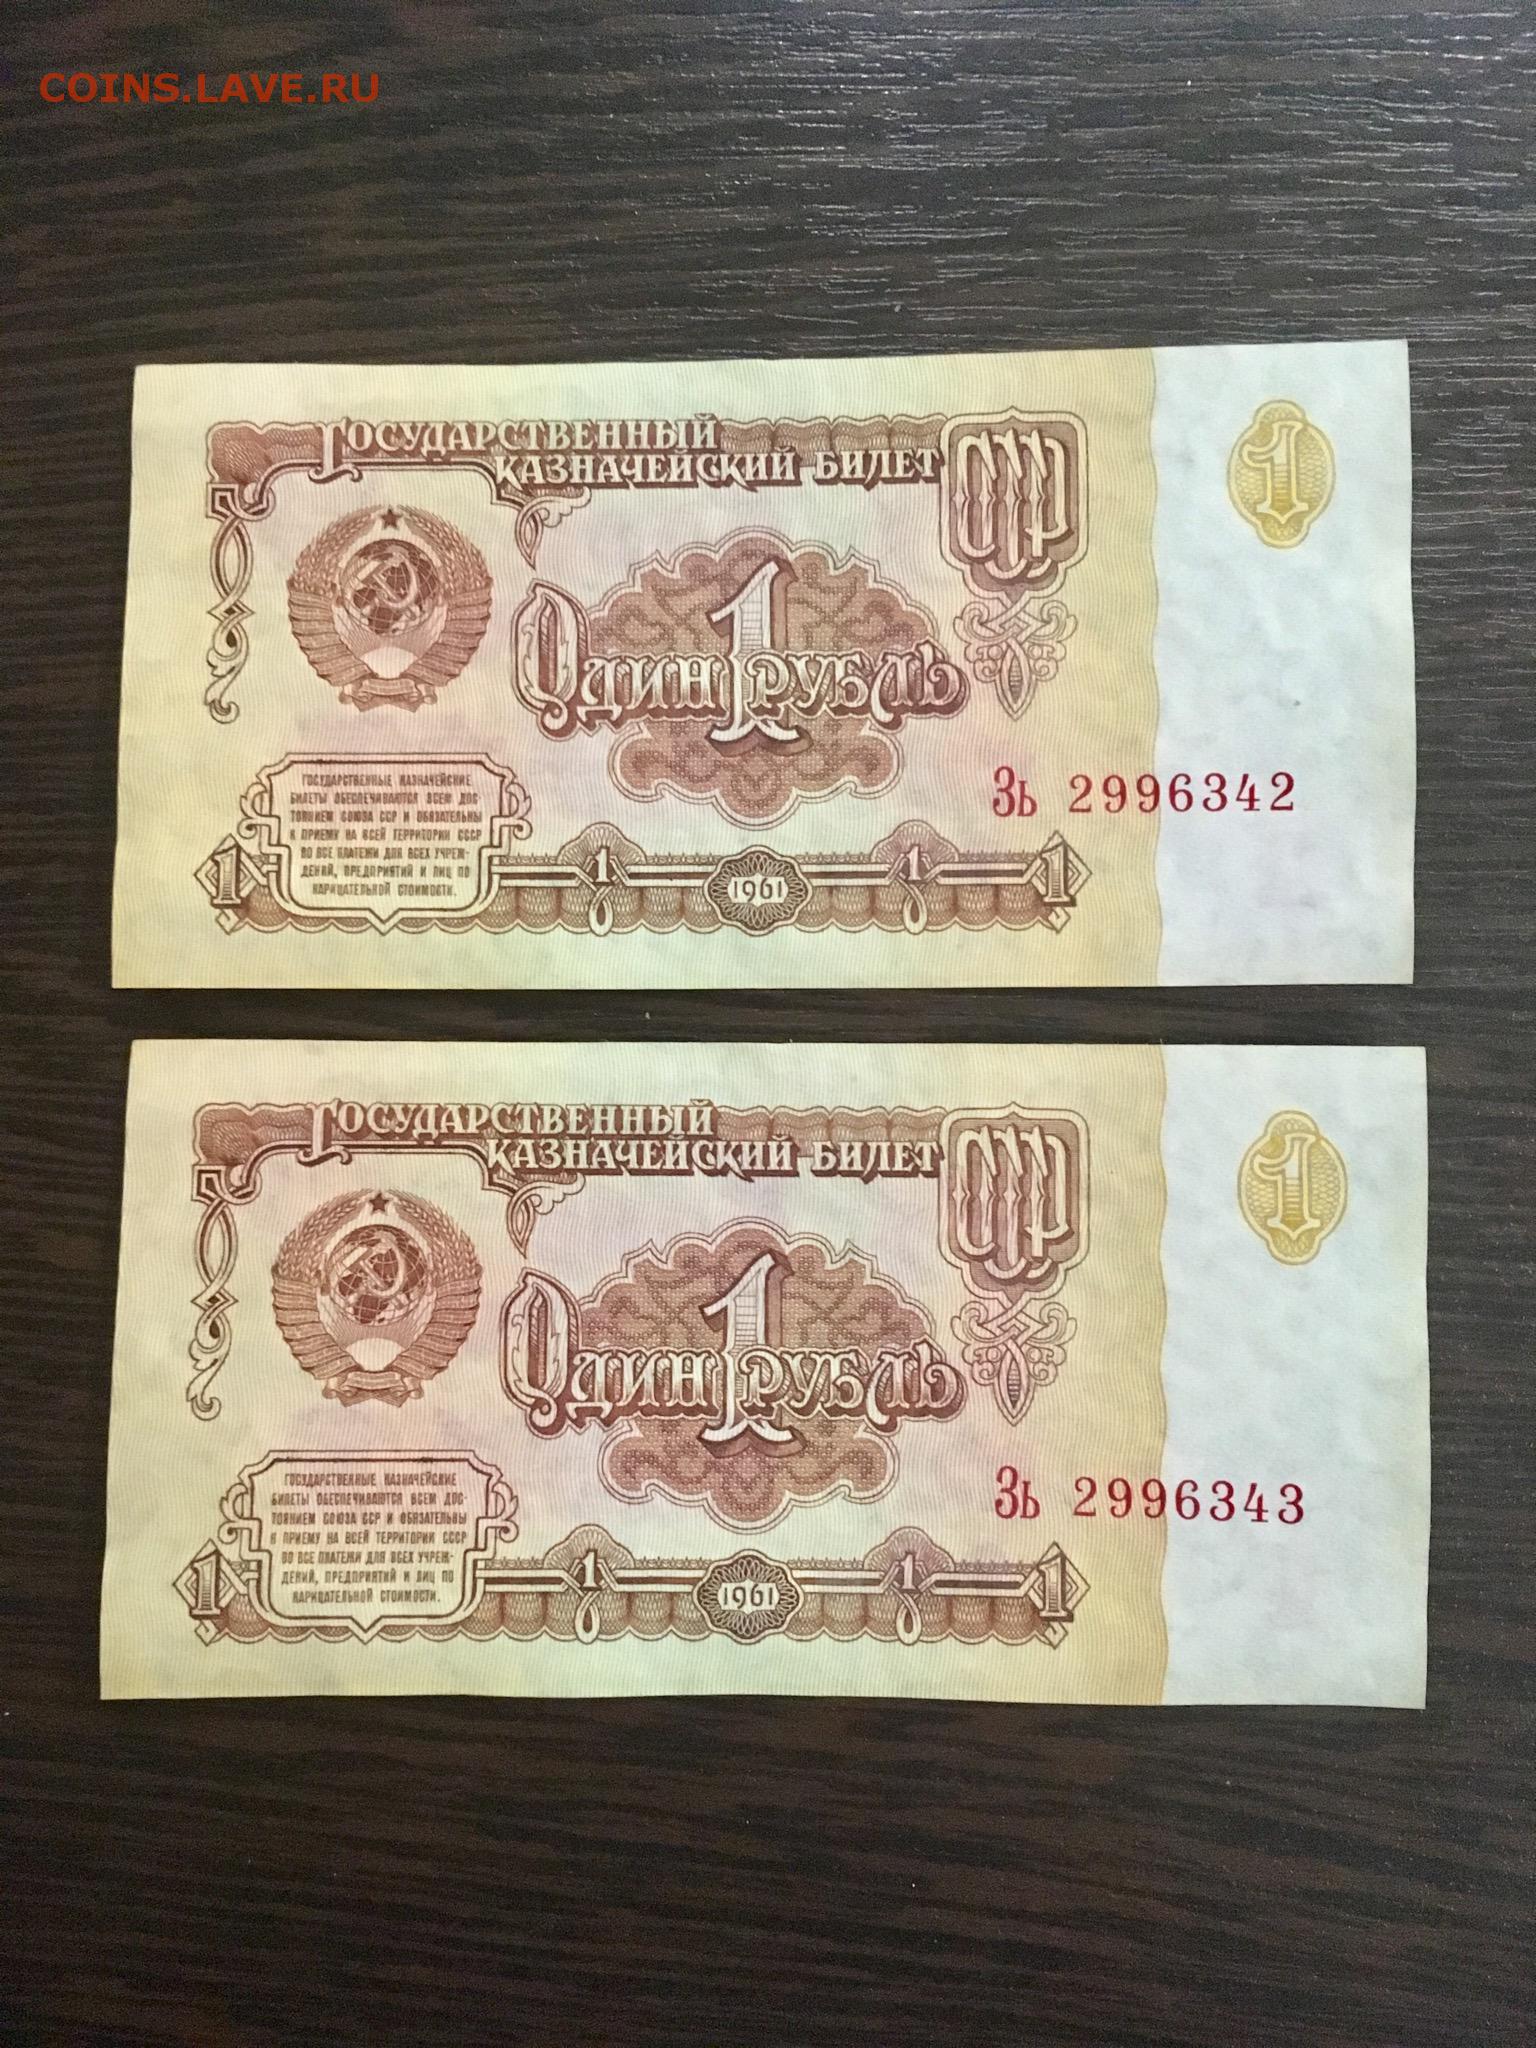 COINS.LAVE.RU
ГОСУДАРСТВЕННЫЙ
КАЗНАЧЕЙСКИЙ БИЛЕТ
СССР
1
ОДИН 1 РУБЛЬ
Зь 2996342
ГОСУДАРСТВЕННЫЕ КАЗНАЧЕЙСКИЕ
БИЛЕТЫ ОБЕСПЕЧИВАЮТСЯ ВСЕМ ДОС-
ТОЯНИЕМ СОЮЗА ССР И ОБЯЗАТЕЛЬНЫ
К ПРИЕМУ НА ВСЕЙ ТЕРРИТОРИИ СССР
ВО ВСЕ ПЛАТЕЖИ ДЛЯ ВСЕХ УЧРЕЖ-
ДЕНИЙ, ПРЕДПРИЯТИЙ И ЛИЦ ПО
НАРИЦАТЕЛЬНОЙ СТОИМОСТИ.
1 1 1961 1 1
ГОСУДАРСТВЕННЫЙ
КАЗНАЧЕЙСКИЙ БИЛЕТ
СССР
1
ОДИН 1 РУБЛЬ
Зь 2996343
ГОСУДАРСТВЕННЫЕ КАЗНАЧЕЙСКИЕ
БИЛЕТЫ ОБЕСПЕЧИВАЮТСЯ ВСЕМ ДОС-
ТОЯНИЕМ СОЮЗА ССР И ОБЯЗАТЕЛЬНЫ
К ПРИЕМУ НА ВСЕЙ ТЕРРИТОРИИ СССР
ВО ВСЕ ПЛАТЕЖИ ДЛЯ ВСЕХ УЧРЕЖ-
ДЕНИЙ, ПРЕДПРИЯТИЙ И ЛИЦ ПО
НАРИЦАТЕЛЬНОЙ СТОИМОСТИ.
1 1 1961 1 1